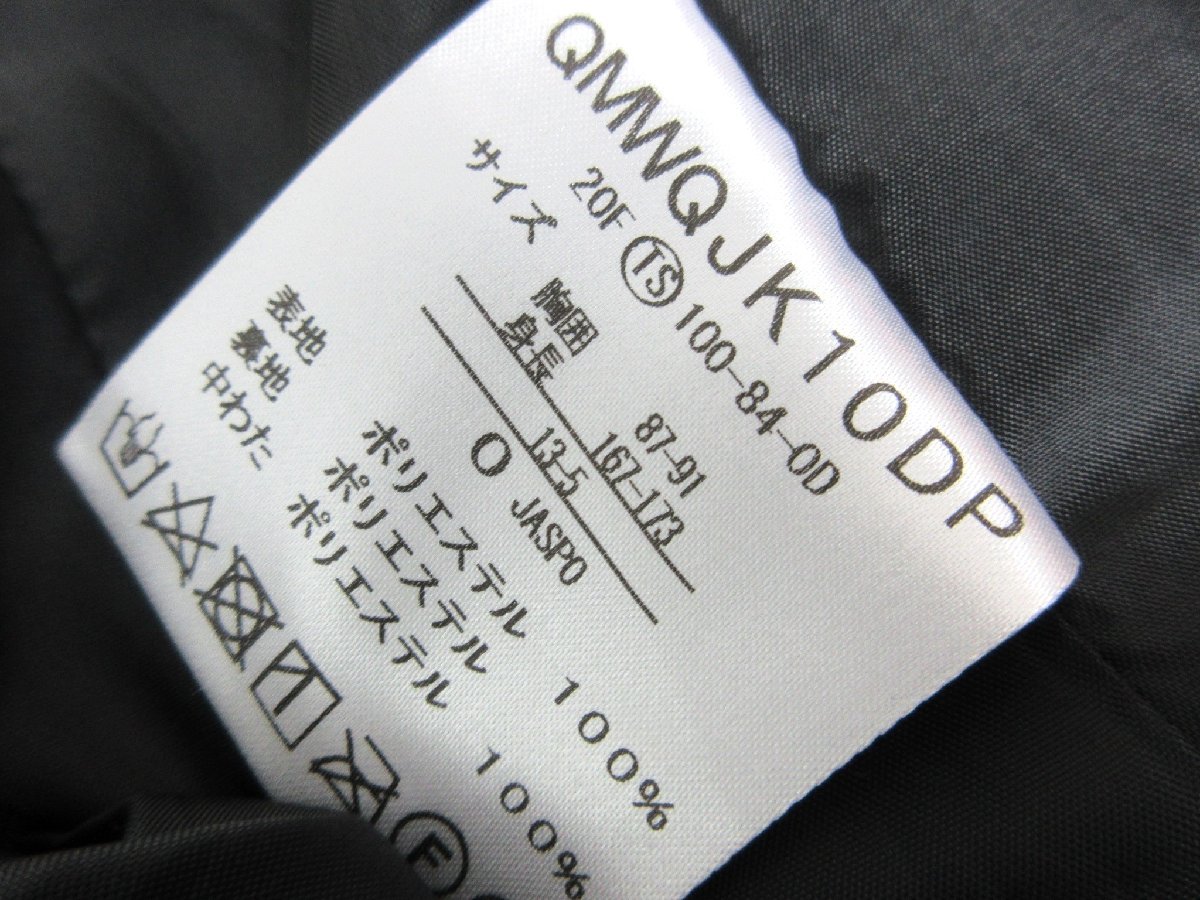 QMWQJK10DP
20F TS 100-84-0D
サイズ
胸囲 87-91
身長 167-173
13-5
O JASPO
表地 ポリエステル 100%
裏地 ポリエステル 100%
中わた ポリエステル
F